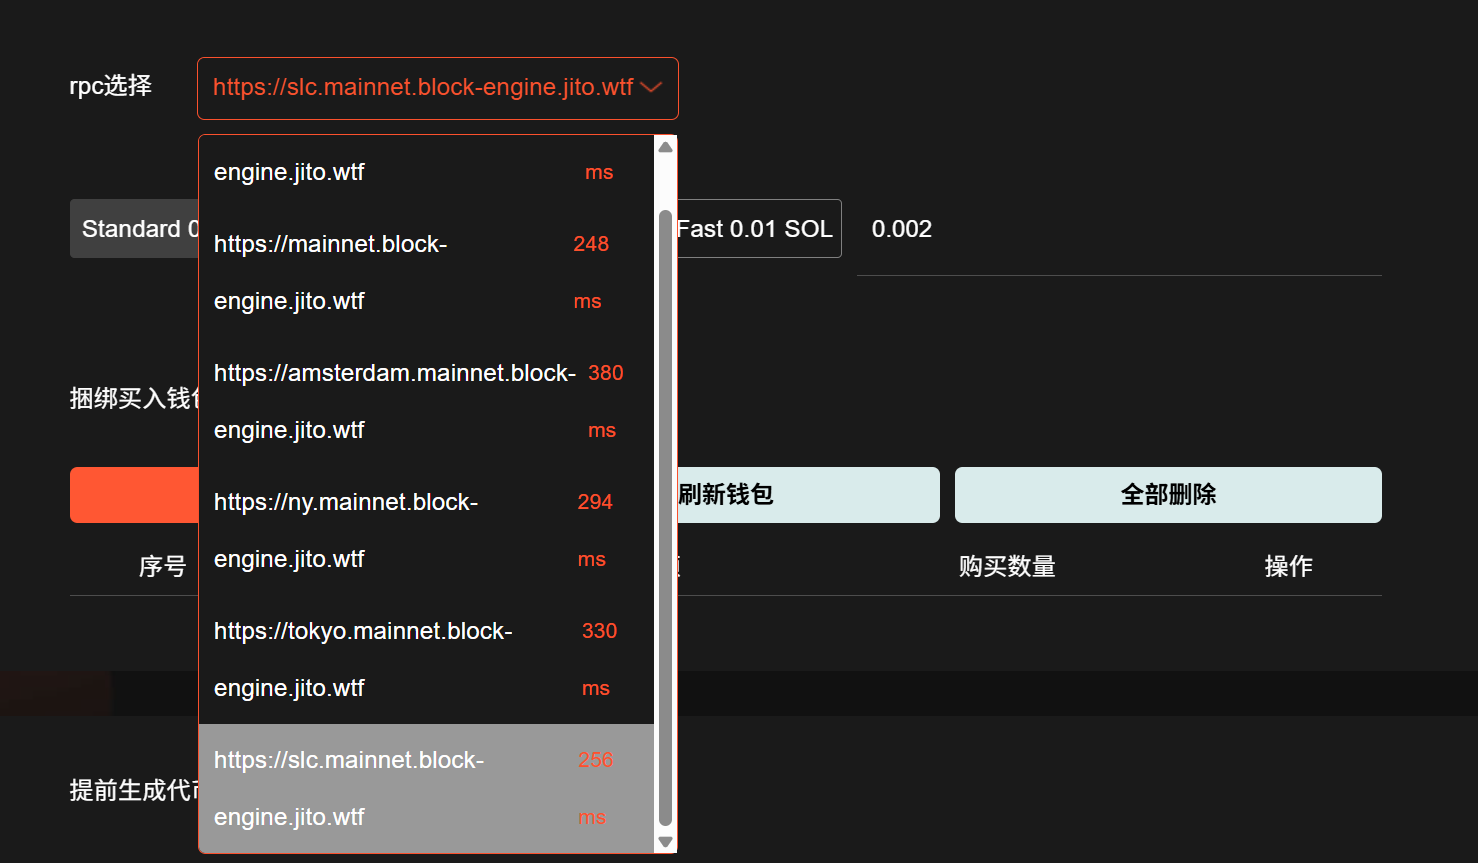 rpc选择
https://slc.mainnet.block-engine.jito.wtf
engine.jito.wtf ms
Standard 0
Fast 0.01 SOL
0.002
https://mainnet.block- 248
engine.jito.wtf ms
https://amsterdam.mainnet.block- 380
捆绑买入钱
engine.jito.wtf ms
https://ny.mainnet.block- 294
刷新钱包
全部删除
engine.jito.wtf ms
序号
购买数量
操作
https://tokyo.mainnet.block- 330
engine.jito.wtf ms
https://slc.mainnet.block- 256
提前生成代
engine.jito.wtf ms